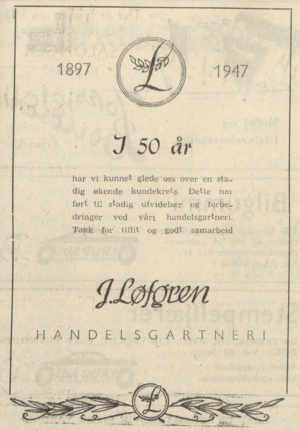 1897 L 1947
I 50 år
har vi kunnet glede oss over en sta-
dig økende kundekrets. Dette har
ført til stadig utvidelser og forbe-
dringer ved vårt handelsgartneri.
Takk for tillit og godt samarbeid
J. Løfgren
HANDELSGARTNERI
L